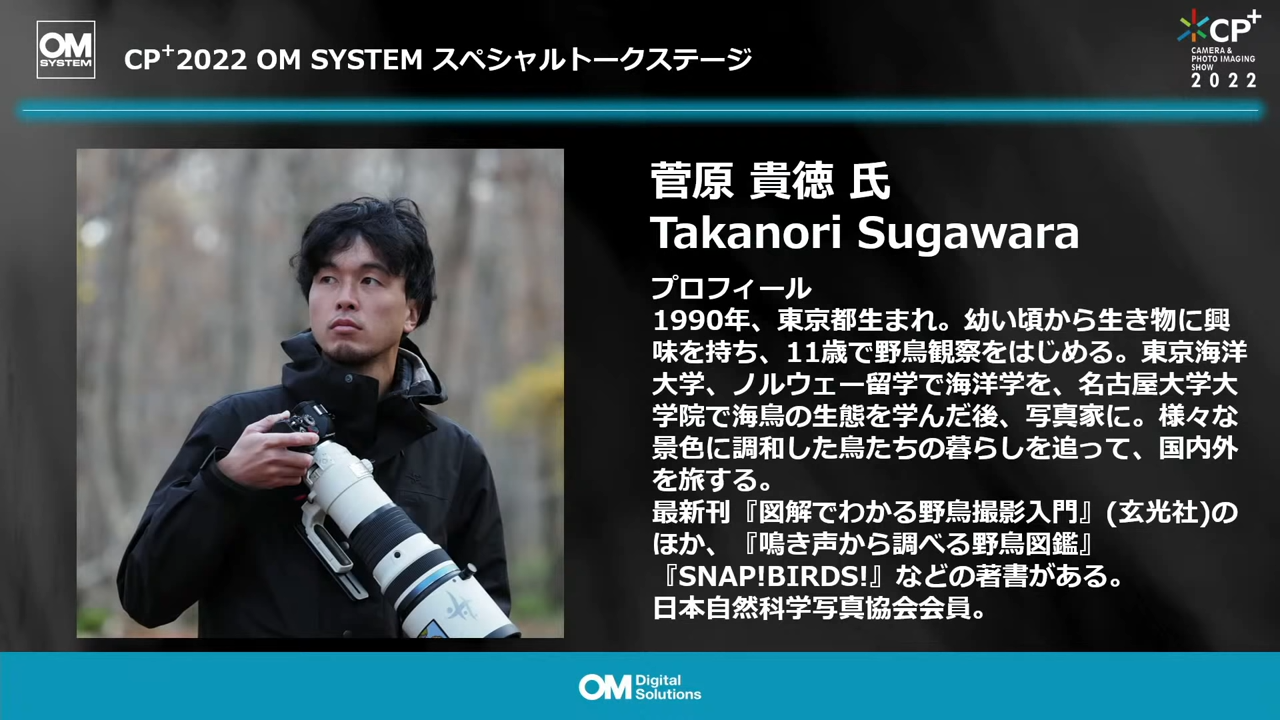 OM
SYSTEM
CP+2022 OM SYSTEM スペシャルトークステージ
CP+
CAMERA &
PHOTO IMAGING
SHOW
2022
菅原 貴徳 氏
Takanori Sugawara
プロフィール
1990年、東京都生まれ。幼い頃から生き物に興
味を持ち、11歳で野鳥観察をはじめる。東京海洋
大学、ノルウェー留学で海洋学を、名古屋大学大
学院で海鳥の生態を学んだ後、写真家に。様々な
景色に調和した鳥たちの暮らしを追って、国内外
を旅する。
最新刊『図解でわかる野鳥撮影入門』(玄光社)の
ほか、『鳴き声から調べる野鳥図鑑』
『SNAP!BIRDS!』などの著書がある。
日本自然科学写真協会会員。
OM Digital
Solutions